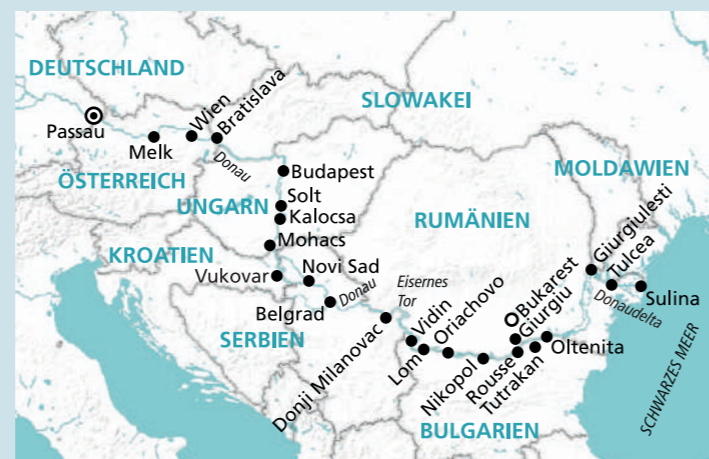 DEUTSCHLAND
Passau
Melk
Wien
Bratislava
SLOWAKEI
Donau
ÖSTERREICH
Budapest
Solt
UNGARN
Kalocsa
Mohacs
KROATIEN
Vukovar
Novi Sad
Belgrad
Donau
SERBIEN
Donji Milanovac
Eisernes
Tor
RUMÄNIEN
MOLDAWIEN
Giurgiulesti
Tulcea
Sulina
Donaudelta
Bukarest
Giurgiu
Vidin
Lom
Oriachovo
Nikopol
Rousse
Tutrakan
Oltenita
BULGARIEN
SCHWARZES MEER